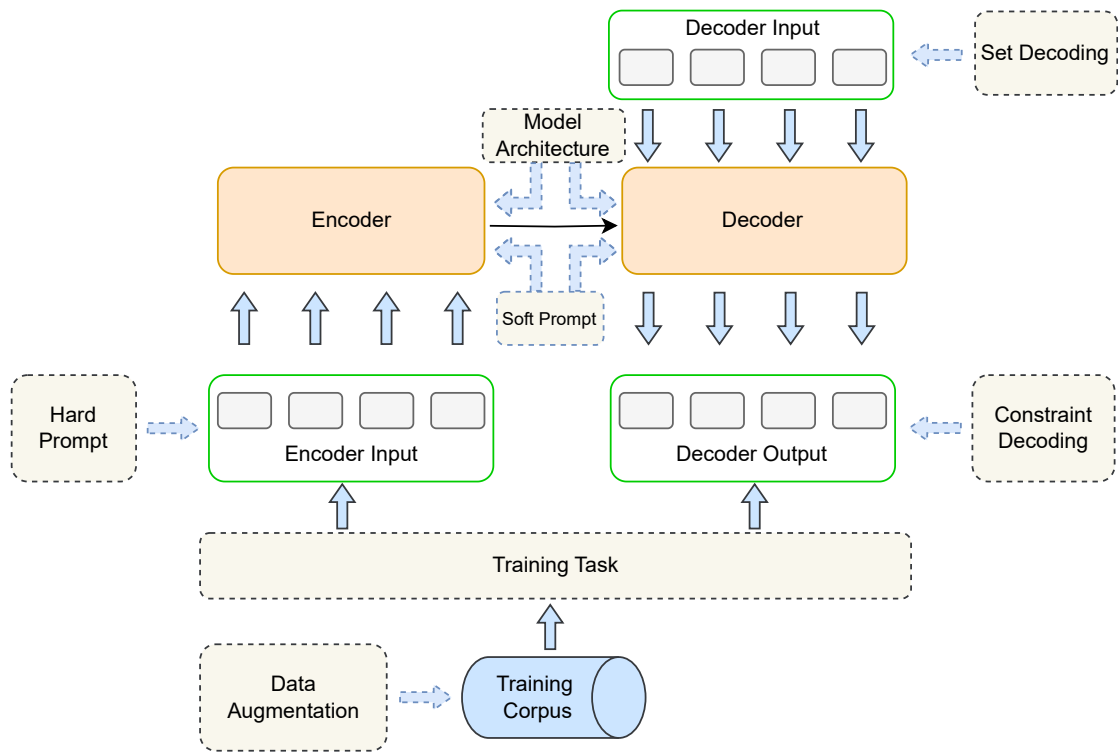 Decoder Input
Set Decoding
Model
Architecture
Encoder
Decoder
Soft Prompt
Hard
Prompt
Encoder Input
Decoder Output
Constraint
Decoding
Training Task
Data
Augmentation
Training
Corpus